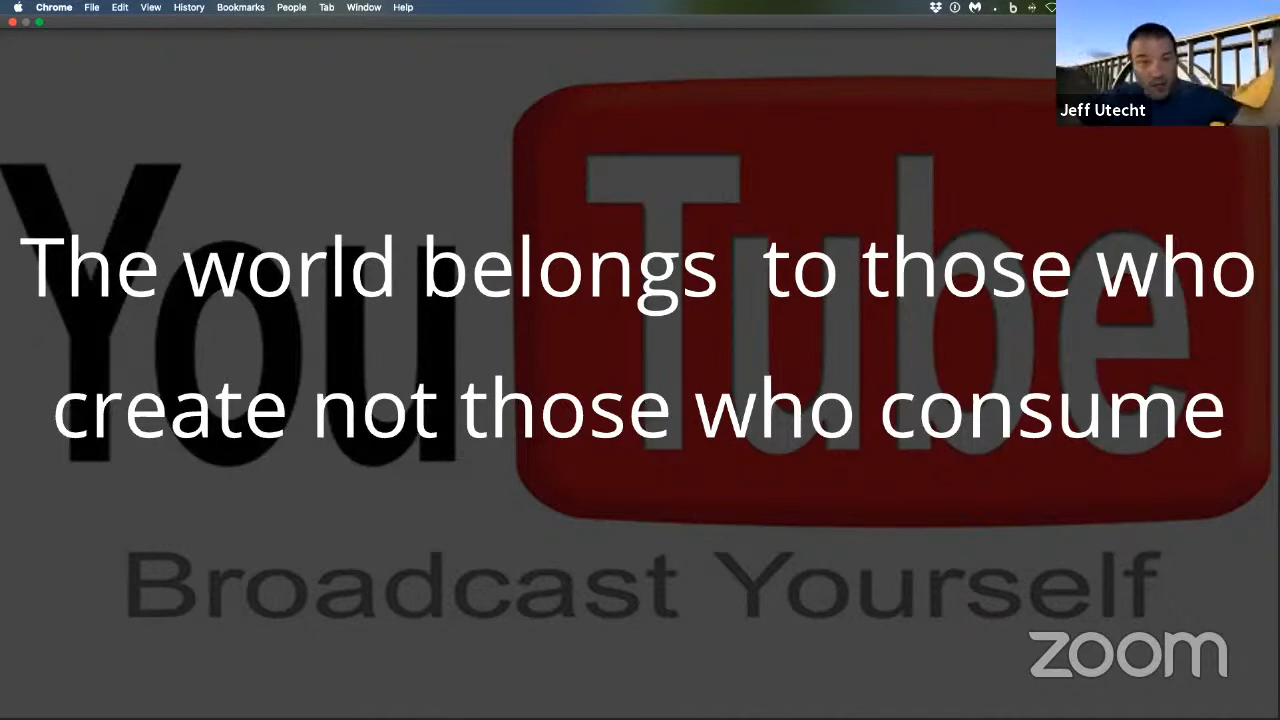 Chrome File Edit View History Bookmarks People Tab Window Help
Jeff Utecht
YouTube
The world belongs  to those who
create not those who consume
Broadcast Yourself
zoom